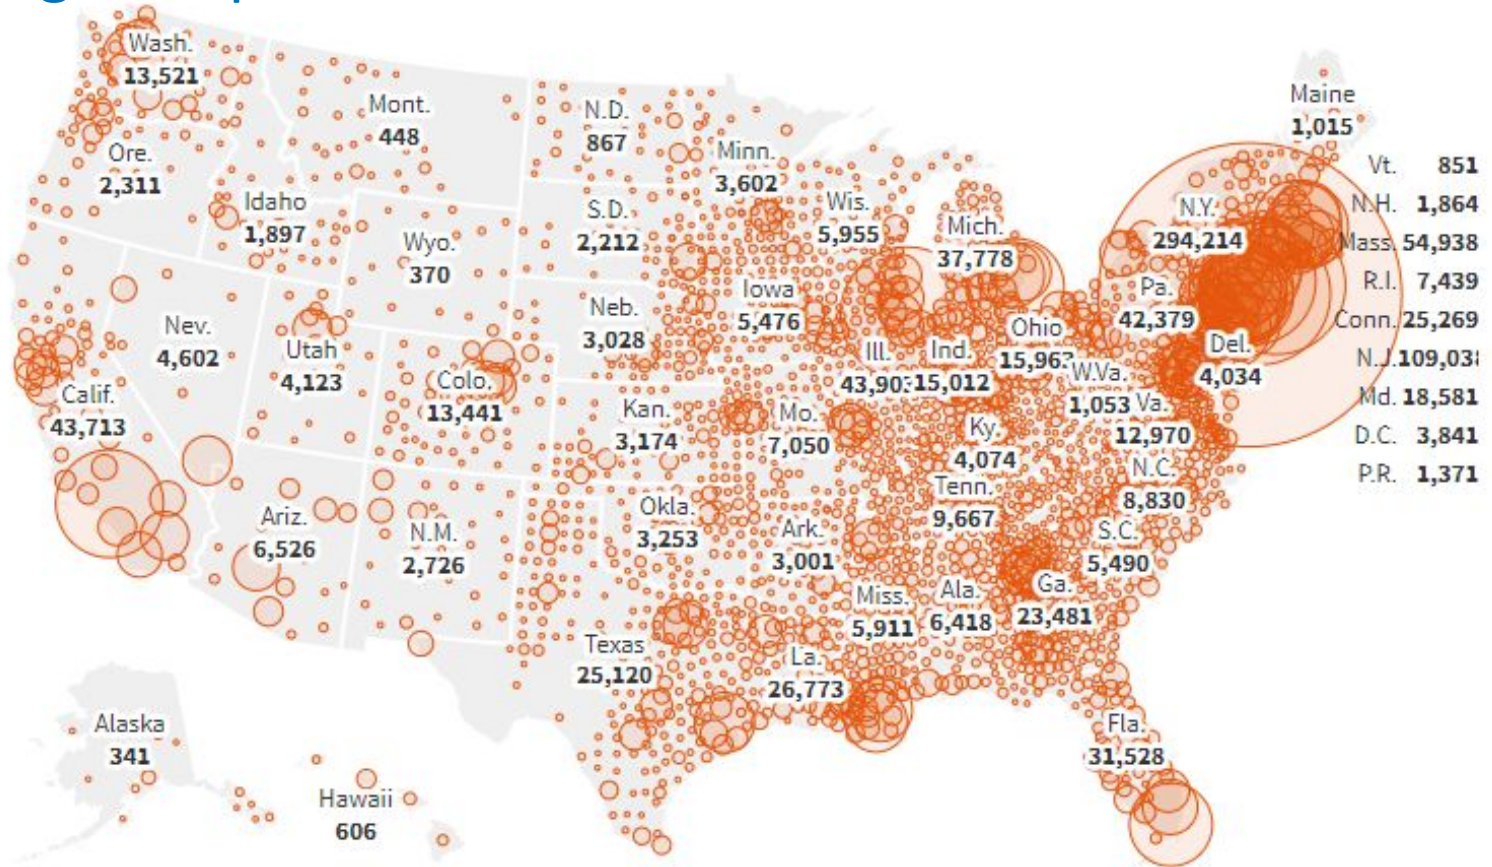 Wash.
13,521
Mont.
448
N.D.
867
Minn.
3,602
Maine
1,015
Ore.
2,311
Idaho
1,897
Wyo.
370
S.D.
2,212
Wis.
5,955
Mich.
37,778
N.Y.
294,214
Vt. 851
N.H. 1,864
Mass. 54,938
R.I. 7,439
Conn. 25,269
N.J.
Md. 18,581
D.C. 3,841
P.R. 1,371
Nev.
4,602
Utah
4,123
Colo.
13,441
Neb.
3,028
Iowa
5,476
Ill.
Ind.
15,012
Ohio
Pa.
42,379
Del.
4,034
Calif.
43,713
Kan.
3,174
Mo.
7,050
Ky.
4,074
W.Va.
1,053
Va.
12,970
Ariz.
6,526
N.M.
2,726
Okla.
3,253
Ark.
3,001
Tenn.
9,667
N.C.
8,830
S.C.
5,490
Texas
25,120
La.
26,773
Miss.
5,911
Ala.
6,418
Ga.
23,481
Fla.
31,528
Alaska
341
Hawaii
606